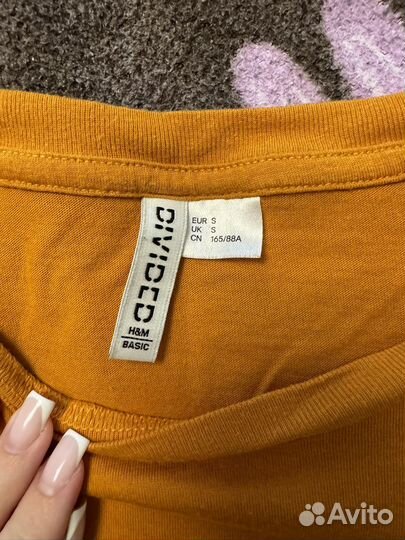 DIVIDED
H&M
BASIC
EUR S
UK S
CN 165/88A
Avito